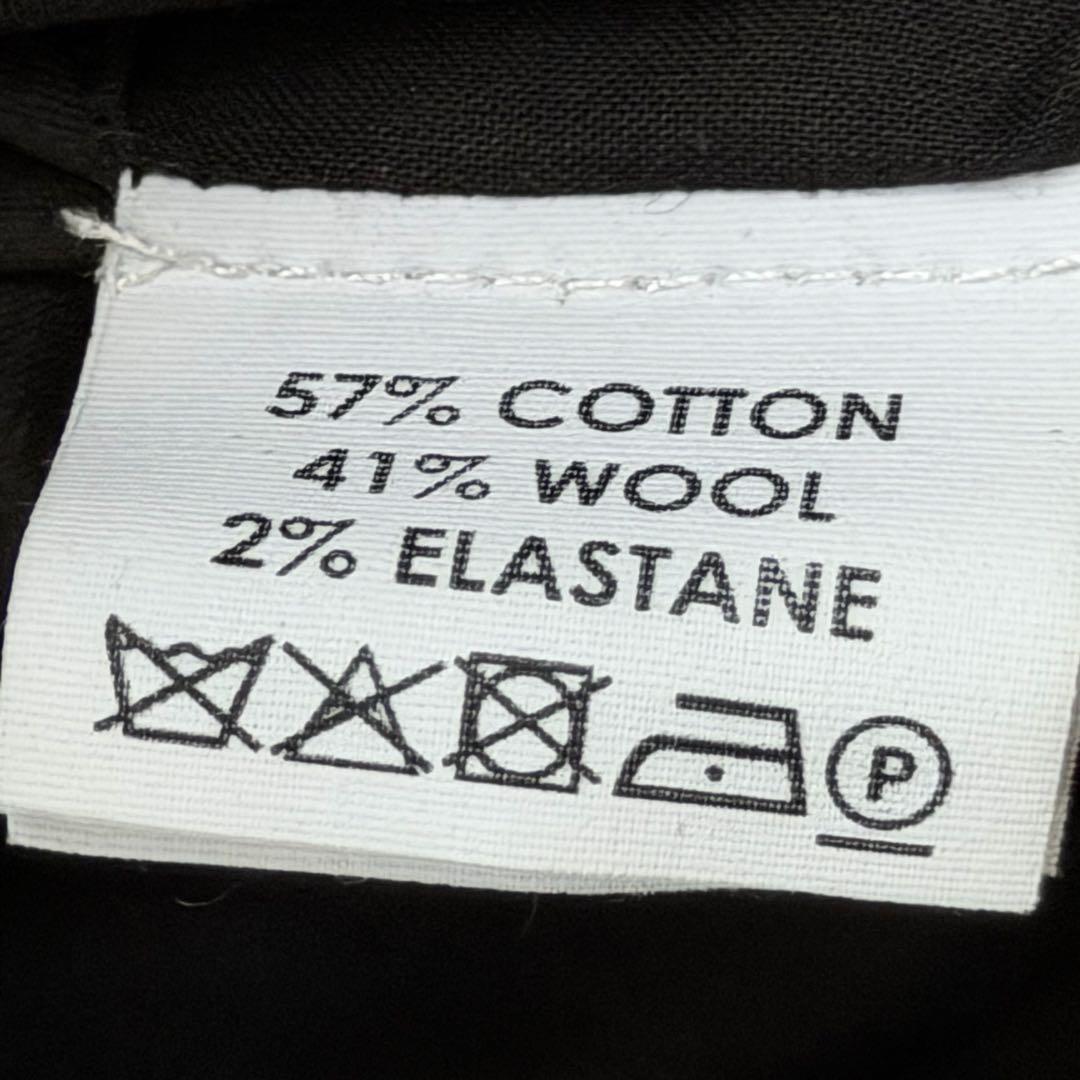 57% COTTON
41% WOOL
2% ELASTANE
P